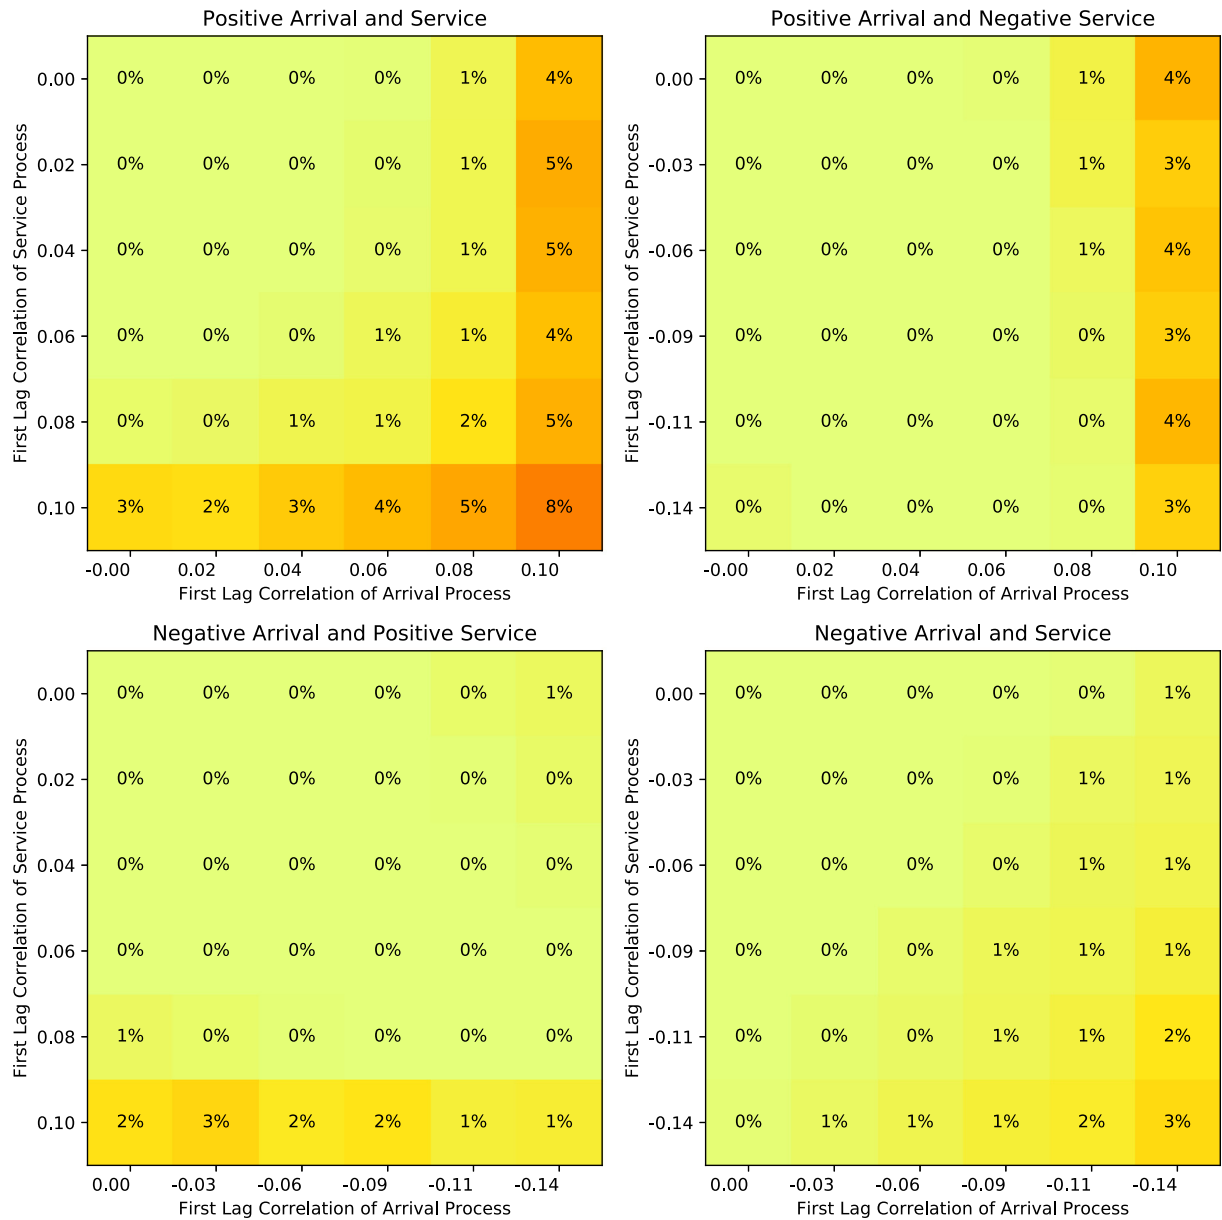 Positive Arrival and Service
First Lag Correlation of Service Process
0.00 0% 0% 0% 0% 1% 4%
0.02 0% 0% 0% 0% 1% 5%
0.04 0% 0% 0% 0% 1% 5%
0.06 0% 0% 0% 1% 1% 4%
0.08 0% 0% 1% 1% 2% 5%
0.10 3% 2% 3% 4% 5% 8%
-0.00 0.02 0.04 0.06 0.08 0.10
First Lag Correlation of Arrival Process
Positive Arrival and Negative Service
First Lag Correlation of Service Process
0.00 0% 0% 0% 0% 1% 4%
-0.03 0% 0% 0% 0% 1% 3%
-0.06 0% 0% 0% 0% 1% 4%
-0.09 0% 0% 0% 0% 0% 3%
-0.11 0% 0% 0% 0% 0% 4%
-0.14 0% 0% 0% 0% 0% 3%
-0.00 0.02 0.04 0.06 0.08 0.10
First Lag Correlation of Arrival Process
Negative Arrival and Positive Service
First Lag Correlation of Service Process
0.00 0% 0% 0% 0% 0% 1%
0.02 0% 0% 0% 0% 0% 0%
0.04 0% 0% 0% 0% 0% 0%
0.06 0% 0% 0% 0% 0% 0%
0.08 1% 0% 0% 0% 0% 0%
0.10 2% 3% 2% 2% 1% 1%
0.00 -0.03 -0.06 -0.09 -0.11 -0.14
First Lag Correlation of Arrival Process
Negative Arrival and Service
First Lag Correlation of Service Process
0.00 0% 0% 0% 0% 0% 1%
-0.03 0% 0% 0% 0% 1% 1%
-0.06 0% 0% 0% 0% 1% 1%
-0.09 0% 0% 0% 1% 1% 1%
-0.11 0% 0% 0% 1% 1% 2%
-0.14 0% 1% 1% 1% 2% 3%
0.00 -0.03 -0.06 -0.09 -0.11 -0.14
First Lag Correlation of Arrival Process